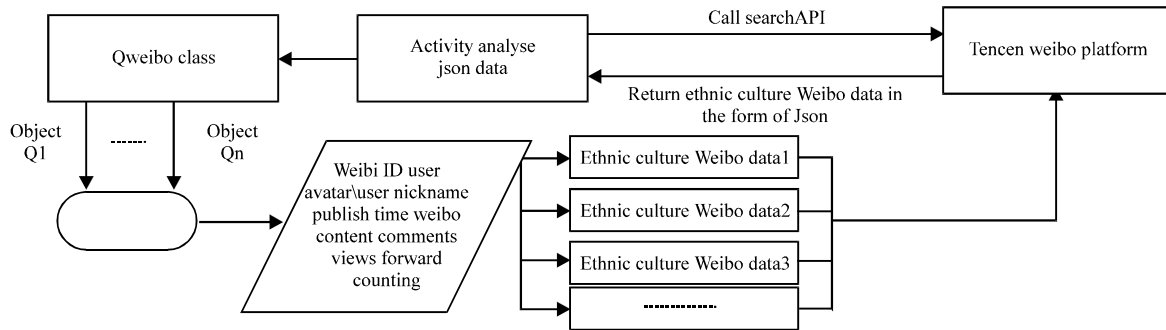 Qweibo class
Activity analyse
json data
Call searchAPI
Tencen weibo platform
Return ethnic culture Weibo data in
the form of Json
Object
Q1
Object
Qn
Weibi ID user
avatar\user nickname
publish time weibo
content comments
views forward
counting
Ethnic culture Weibo data1
Ethnic culture Weibo data2
Ethnic culture Weibo data3